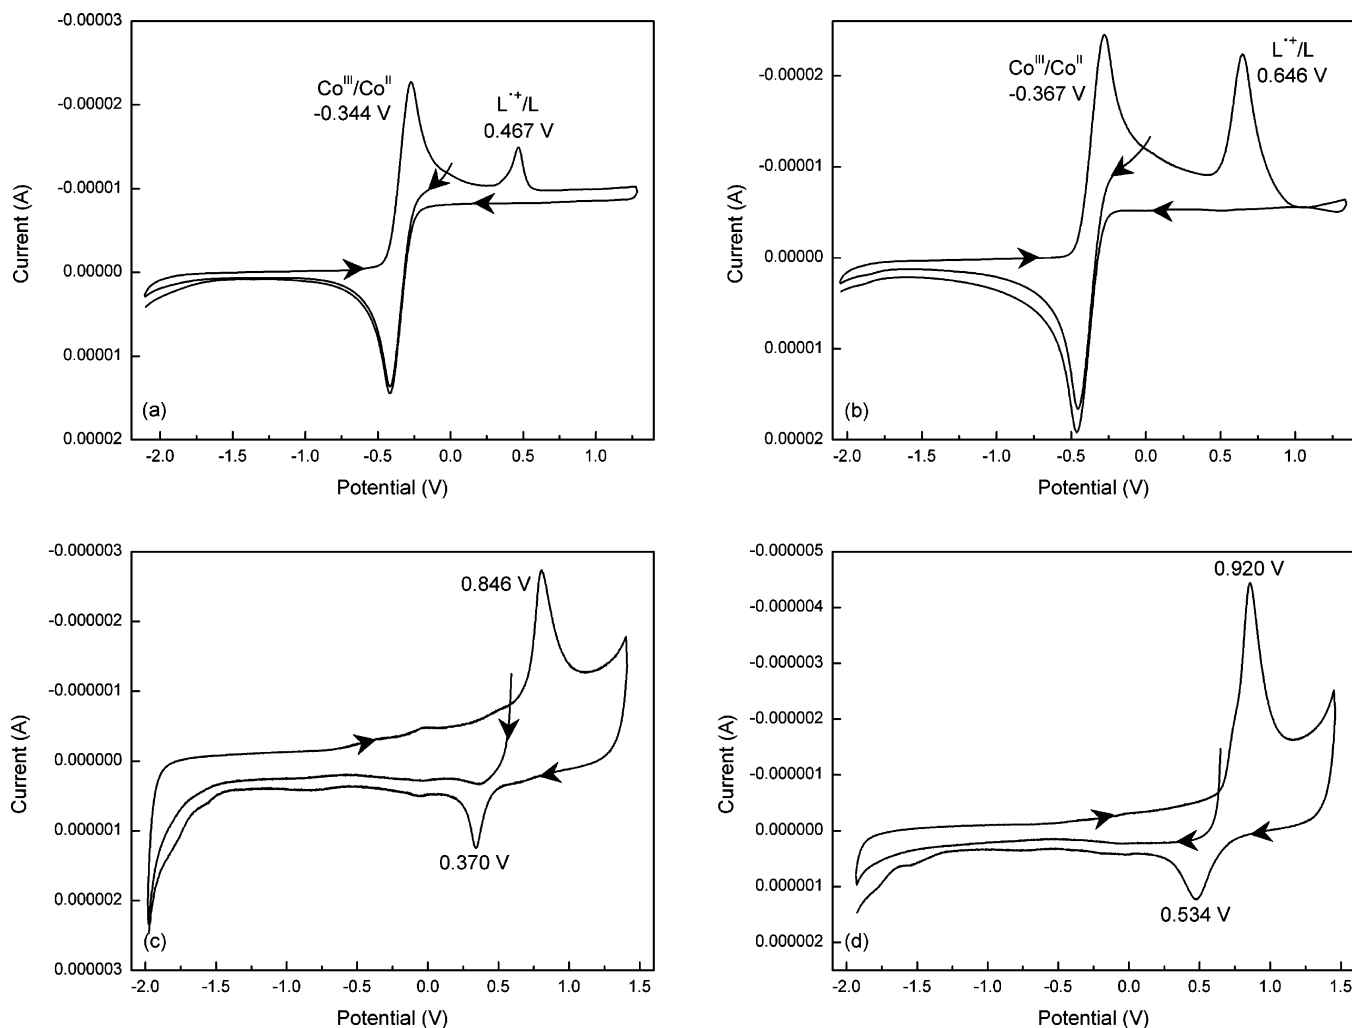 -0.00003
-0.00002
-0.00001
0.00000
0.00001
0.00002
Current (A)
Co^III/Co^II
-0.344 V
L^•+/L
0.467 V
(a)
-2.0 -1.5 -1.0 -0.5 0.0 0.5 1.0
Potential (V)
-0.00002
-0.00001
0.00000
0.00001
0.00002
Current (A)
Co^III/Co^II
-0.367 V
L^•+/L
0.646 V
(b)
-2.0 -1.5 -1.0 -0.5 0.0 0.5 1.0
Potential (V)
-0.000003
-0.000002
-0.000001
0.000000
0.000001
0.000002
0.000003
Current (A)
0.846 V
0.370 V
(c)
-2.0 -1.5 -1.0 -0.5 0.0 0.5 1.0 1.5
Potential (V)
-0.000005
-0.000004
-0.000003
-0.000002
-0.000001
0.000000
0.000001
0.000002
Current (A)
0.920 V
0.534 V
(d)
-2.0 -1.5 -1.0 -0.5 0.0 0.5 1.0 1.5
Potential (V)